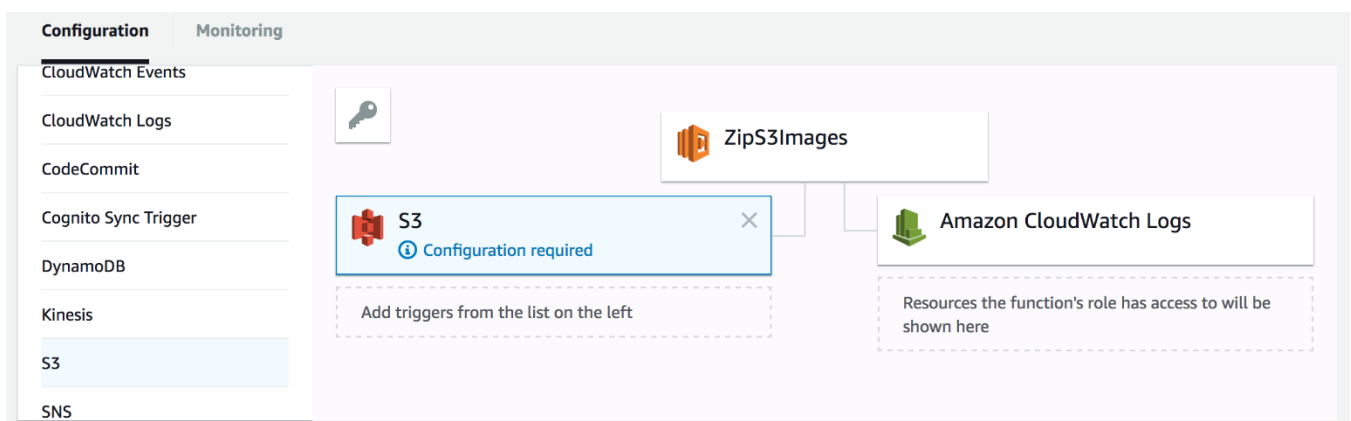 Configuration
Monitoring
CloudWatch Events
CloudWatch Logs
CodeCommit
Cognito Sync Trigger
DynamoDB
Kinesis
S3
SNS
ZipS3Images
S3
Configuration required
Add triggers from the list on the left
Amazon CloudWatch Logs
Resources the function's role has access to will be
shown here